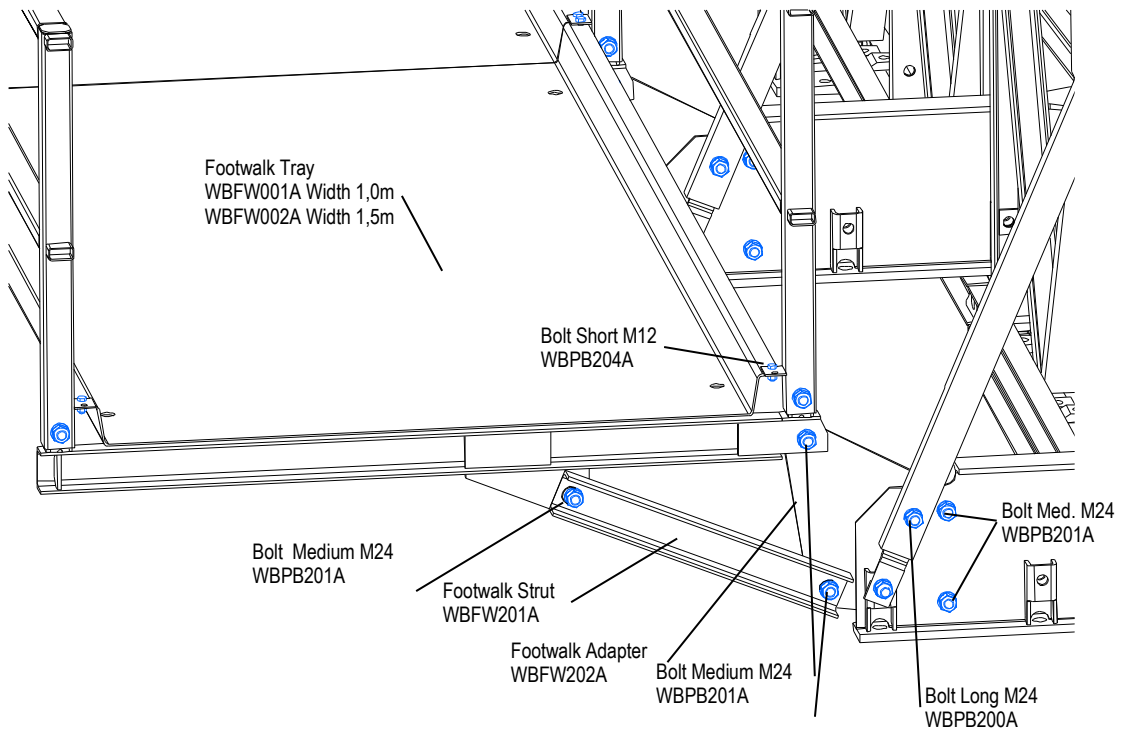 Footwalk Tray
WBFW001A Width 1,0m
WBFW002A Width 1,5m
Bolt Short M12
WBPB204A
Bolt Med. M24
WBPB201A
Bolt  Medium M24
WBPB201A
Footwalk Strut
WBFW201A
Footwalk Adapter
WBFW202A
Bolt Medium M24
WBPB201A
Bolt Long M24
WBPB200A